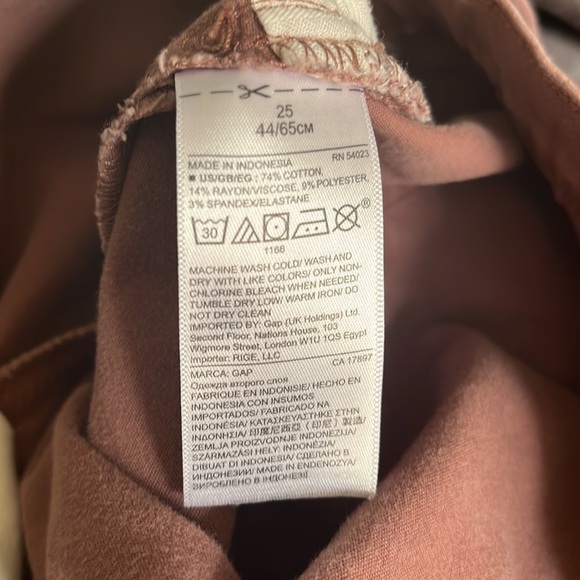 25
44/65CM
MADE IN INDONESIA RN 54023
■ US/GB/EG : 74% COTTON,
14% RAYON/VISCOSE, 9% POLYESTER,
3% SPANDEX/ELASTANE
30
®
1166
MACHINE WASH COLD/ WASH AND
DRY WITH LIKE COLORS/ ONLY NON-
CHLORINE BLEACH WHEN NEEDED/
TUMBLE DRY LOW/ WARM IRON/ DO
NOT DRY CLEAN
IMPORTED BY: Gap (UK Holdings) Ltd.
Second Floor, Nations House, 103
Wigmore Street, London W1U 1QS Egypt
Importer: RIGE, LLC
CA 17897
MARCA: GAP
Одежда второго слоя
FABRIQUE EN INDONISIE/ HECHO EN
INDONESIA CON INSUMOS
IMPORTADOS/ FABRICADO NA
INDONESIA/ ΚΑΤΑΣΚΕΥΑΣΤΗΚΕ ΣΤΗΝ
ΙΝΔΟΝΗΣΙΑ/ 印度尼西亞 (印尼) 製造/
ZEMLJA PROIZVODNJE INDONEZIJA/
SZÁRMAZÁSI HELY: INDONÉZIA/
DIBUAT DI INDONESIA/ СДЕЛАНО В
ИНДОНЕЗИИ/ MADE IN ENDENOZYA/
ВИРОБЛЕНО В ІНДОНЕЗІЇ